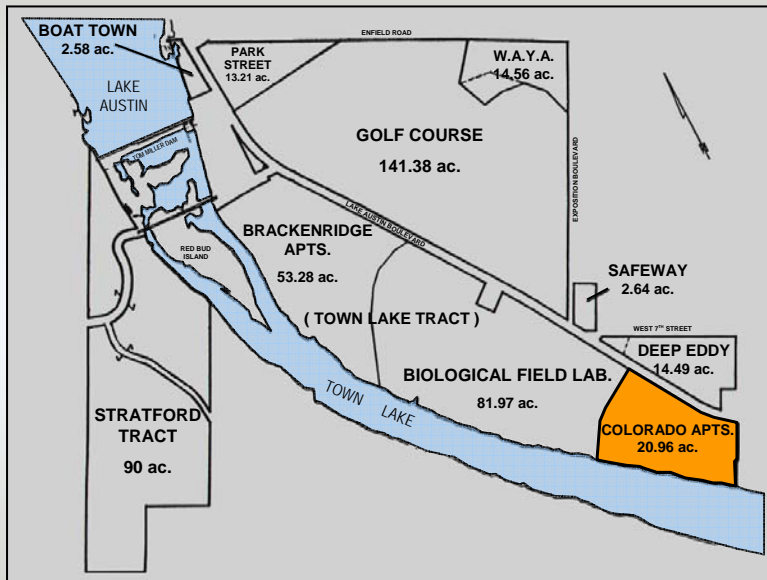 BOAT TOWN
2.58 ac.
LAKE
AUSTIN
TOM MILLER DAM
PARK
STREET
13.21 ac.
ENFIELD ROAD
W.A.Y.A.
14.56 ac.
GOLF COURSE
141.38 ac.
EXPOSITION BOULEVARD
LAKE AUSTIN BOULEVARD
BRACKENRIDGE
APTS.
53.28 ac.
RED BUD
ISLAND
( TOWN LAKE TRACT )
SAFEWAY
2.64 ac.
WEST 7TH STREET
DEEP EDDY
14.49 ac.
BIOLOGICAL FIELD LAB.
81.97 ac.
TOWN LAKE
STRATFORD
TRACT
90 ac.
COLORADO APTS.
20.96 ac.